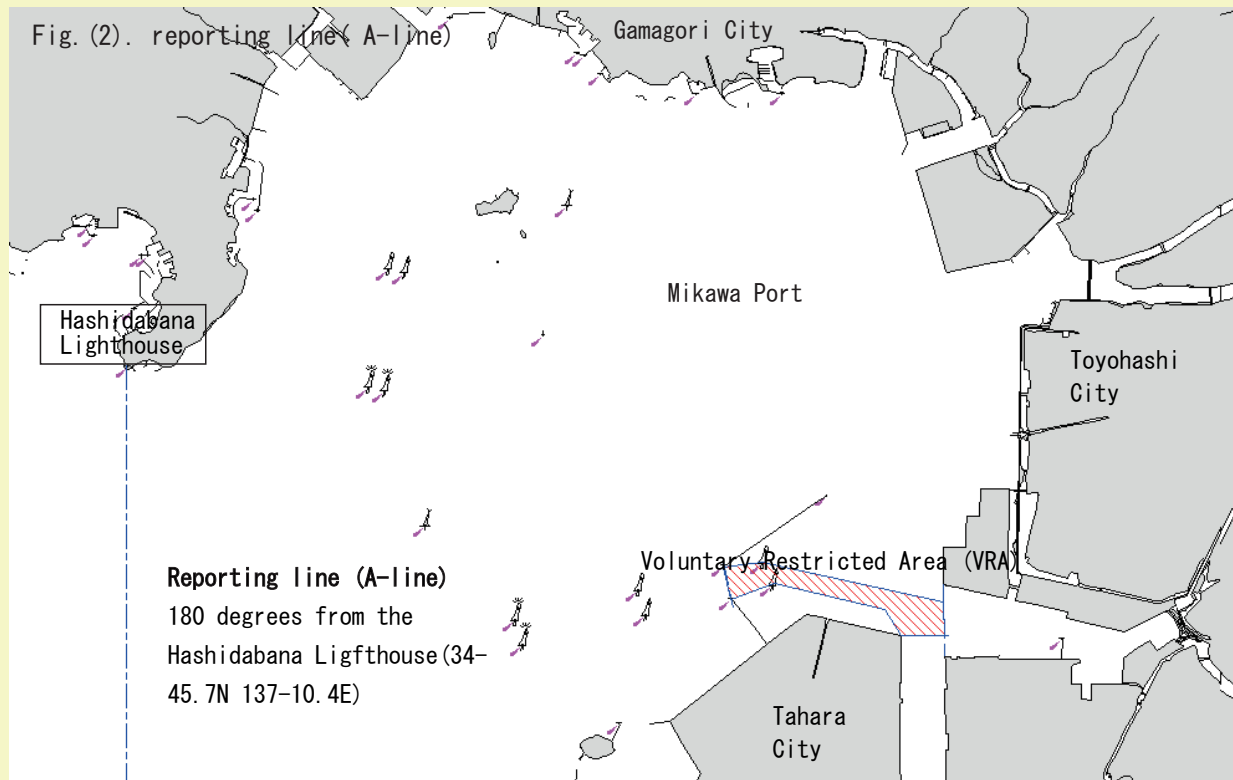 Fig.(2). reporting line( A-line)
Gamagori City
Mikawa Port
Hashidabana
Lighthouse
Toyohashi
City
Voluntary Restricted Area (VRA)
Reporting line (A-line)
180 degrees from the
Hashidabana Ligfthouse(34-
45.7N 137-10.4E)
Tahara
City